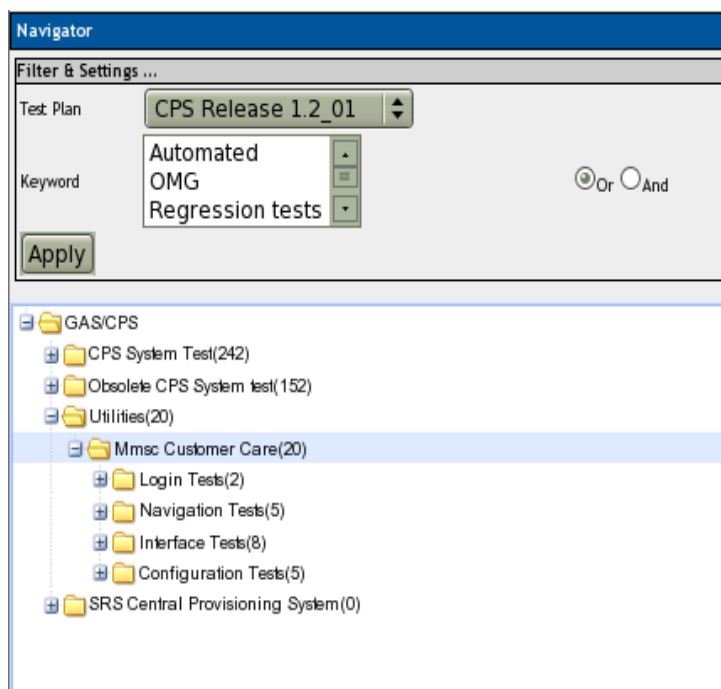 Navigator
Filter & Settings ...
Test Plan CPS Release 1.2_01
Automated
Keyword OMG Or And
Regression tests
Apply
GAS/CPS
CPS System Test(242)
Obsolete CPS System test(152)
Utilities(20)
Mmsc Customer Care(20)
Login Tests(2)
Navigation Tests(5)
Interface Tests(8)
Configuration Tests(5)
SRS Central Provisioning System(0)